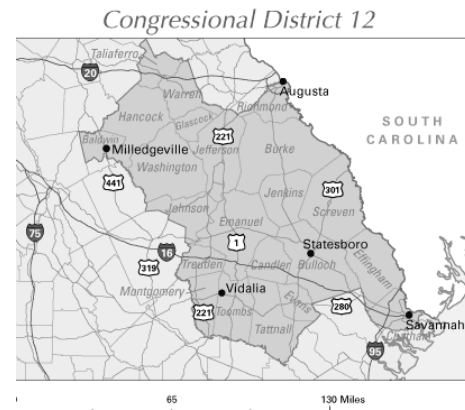 Congressional District 12
Taliaferro
20
Warren
Augusta
Richmond
Hancock
Glascock
SOUTH
CAROLINA
221
Baldwin
Milledgeville
Jefferson
Burke
Washington
441
Jenkins
301
Johnson
Screven
75
Emanuel
1
Statesboro
16
319
Treutlen
Candler
Bulloch
Effingham
Montgomery
Vidalia
221
Toombs
Evans
280
Savannah
Tattnall
Chatham
95
65
130 Miles